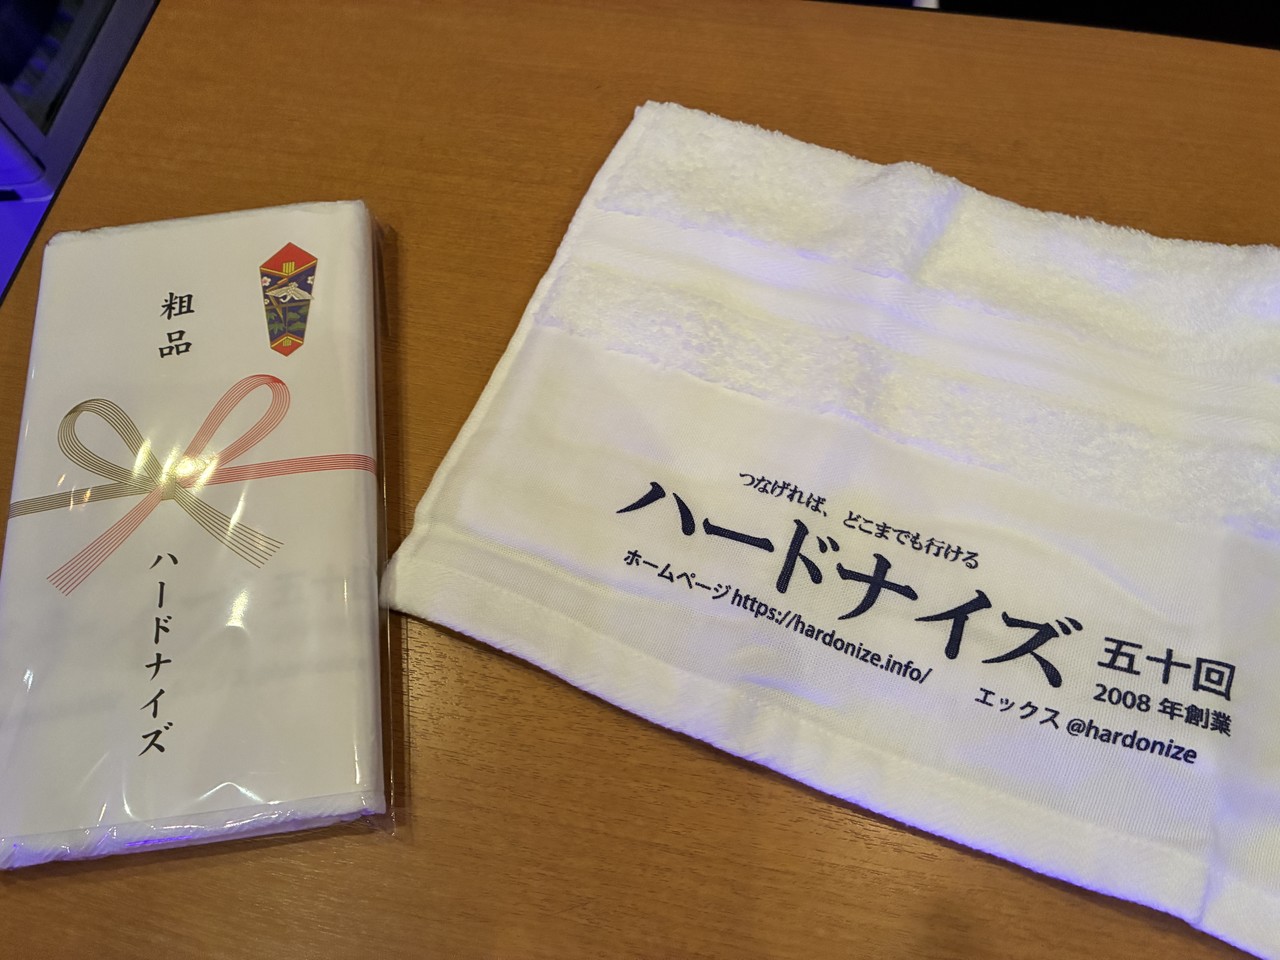 粗品
ハードナイズ
つなげれば、どこまでも行ける
ハードナイズ 五十回
ホームページ https://hardonize.info/
2008 年創業
エックス @hardonize